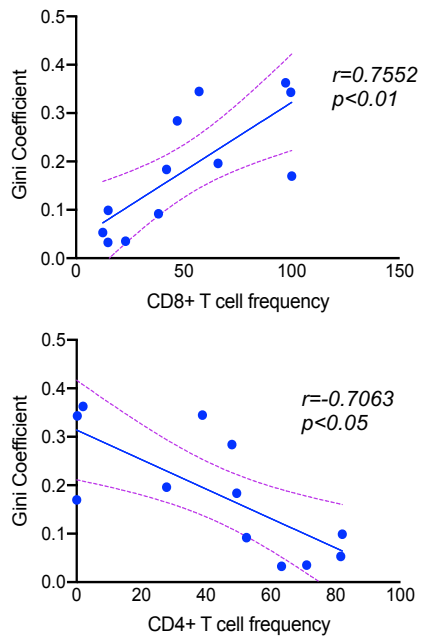 0.5
0.4
0.3
0.2
0.1
0.0
Gini Coefficient
r=0.7552
p<0.01
0 50 100 150
CD8+ T cell frequency
0.5
0.4
0.3
0.2
0.1
0.0
Gini Coefficient
r=-0.7063
p<0.05
0 20 40 60 80 100
CD4+ T cell frequency